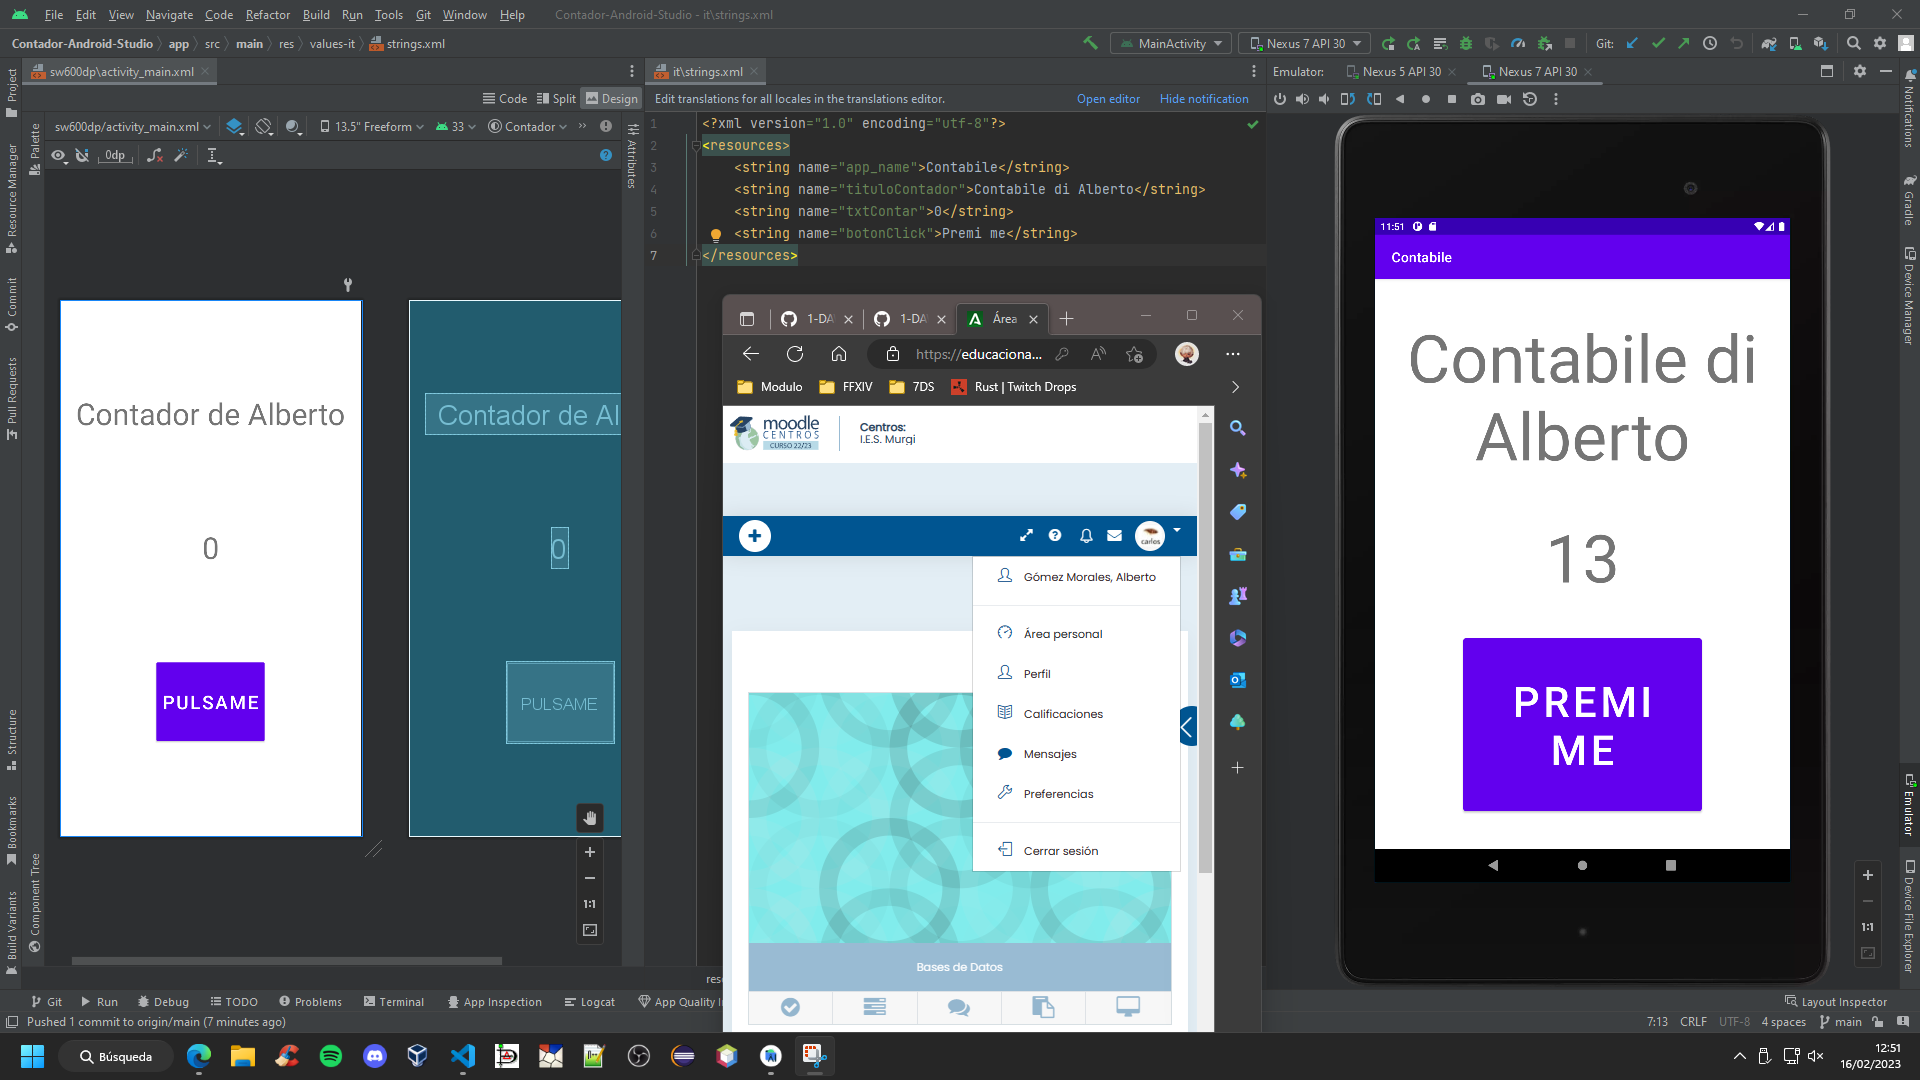 File Edit View Navigate Code Refactor Build Run Tools Git Window Help Contador-Android-Studio - it\strings.xml
Contador-Android-Studio app src main res values-it strings.xml MainActivity Nexus 7 API 30 Git:
sw600dp\activity_main.xml it\strings.xml Emulator: Nexus 5 API 30 Nexus 7 API 30
Code Split Design Edit translations for all locales in the translations editor. Open editor Hide notification
sw600dp/activity_main.xml 13.5" Freeform 33 Contador
0dp
Project
Resource Manager
Commit
Pull Requests
Structure
Bookmarks
Build Variants
Palette
Component Tree
Attributes
Contador de Alberto
0
PULSAME
Contador de Al
0
PULSAME
1:1
1 <?xml version="1.0" encoding="utf-8"?>
2 <resources>
3 <string name="app_name">Contabile</string>
4 <string name="tituloContador">Contabile di Alberto</string>
5 <string name="txtContar">0</string>
6 <string name="botonClick">Premi me</string>
7 </resources>
1-DA 1-DA Área
https://educaciona...
Modulo FFXIV 7DS Rust | Twitch Drops
moodle
CENTROS
CURSO 22/23
Centros:
I.E.S. Murgi
carlos
Gómez Morales, Alberto
Área personal
Perfil
Calificaciones
Mensajes
Preferencias
Cerrar sesión
Bases de Datos
res
11:51
Contabile
Contabile di
Alberto
13
PREMI
ME
1:1
Notifications
Gradle
Device Manager
Emulator
Device File Explorer
Git Run Debug TODO Problems Terminal App Inspection Logcat App Quality I Layout Inspector
Pushed 1 commit to origin/main (7 minutes ago) 7:13 CRLF UTF-8 4 spaces main
Búsqueda
12:51
16/02/2023